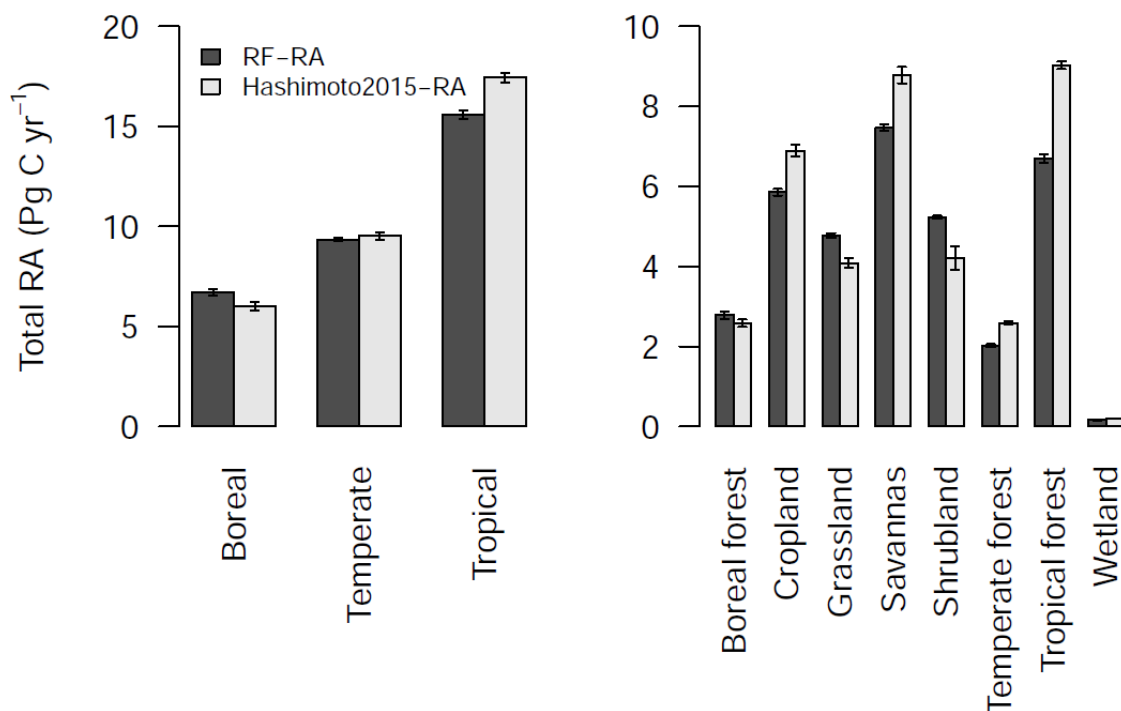 Total RA (Pg C yr−1)
20
15
10
5
0
RF−RA
Hashimoto2015−RA
Boreal
Temperate
Tropical
10
8
6
4
2
0
Boreal forest
Cropland
Grassland
Savannas
Shrubland
Temperate forest
Tropical forest
Wetland